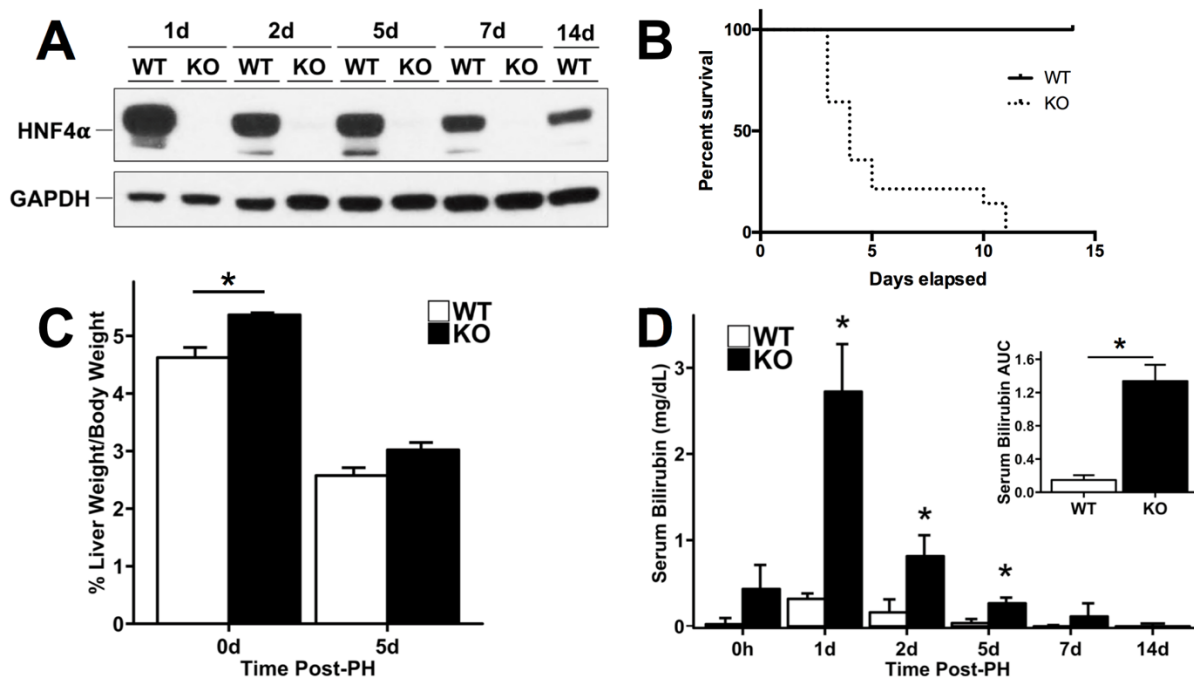 A
1d 2d 5d 7d 14d
WT KO WT KO WT KO WT KO WT
HNF4α
GAPDH
B
Percent survival
100
50
0
0 5 10 15
Days elapsed
WT
KO
C
% Liver Weight/Body Weight
5
4
3
2
1
0
*
WT
KO
0d 5d
Time Post-PH
D
Serum Bilirubin (mg/dL)
3
2
1
0
WT
KO
*
*
*
0h 1d 2d 5d 7d 14d
Time Post-PH
Serum Bilirubin AUC
1.6
1.2
0.8
0.4
0.0
*
WT KO